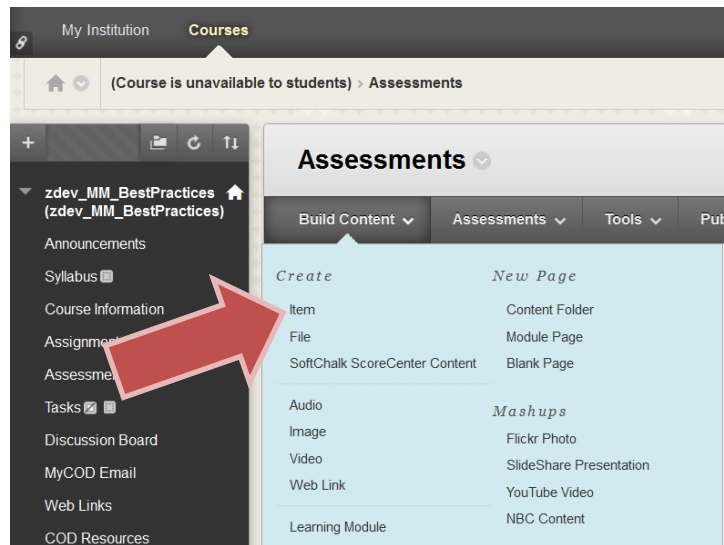 My Institution Courses
(Course is unavailable to students) > Assessments
zdev_MM_BestPractices
(zdev_MM_BestPractices)
Announcements
Syllabus
Course Information
Assignment
Assessme
Tasks
Discussion Board
MyCOD Email
Web Links
COD Resources
Assessments
Build Content Assessments Tools Pub
Create
Item
File
SoftChalk ScoreCenter Content
Audio
Image
Video
Web Link
Learning Module
New Page
Content Folder
Module Page
Blank Page
Mashups
Flickr Photo
SlideShare Presentation
YouTube Video
NBC Content